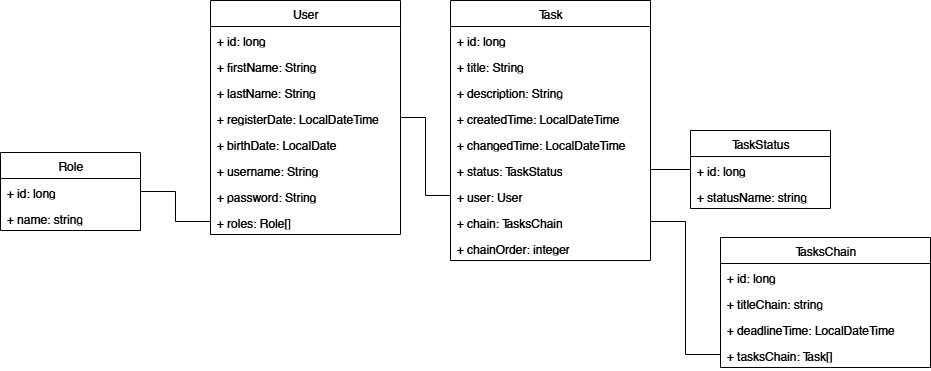 User
+ id: long
+ firstName: String
+ lastName: String
+ registerDate: LocalDateTime
+ birthDate: LocalDate
+ username: String
+ password: String
+ roles: Role[]
Task
+ id: long
+ title: String
+ description: String
+ createdTime: LocalDateTime
+ changedTime: LocalDateTime
+ status: TaskStatus
+ user: User
+ chain: TasksChain
+ chainOrder: integer
Role
+ id: long
+ name: string
TaskStatus
+ id: long
+ statusName: string
TasksChain
+ id: long
+ titleChain: string
+ deadlineTime: LocalDateTime
+ tasksChain: Task[]